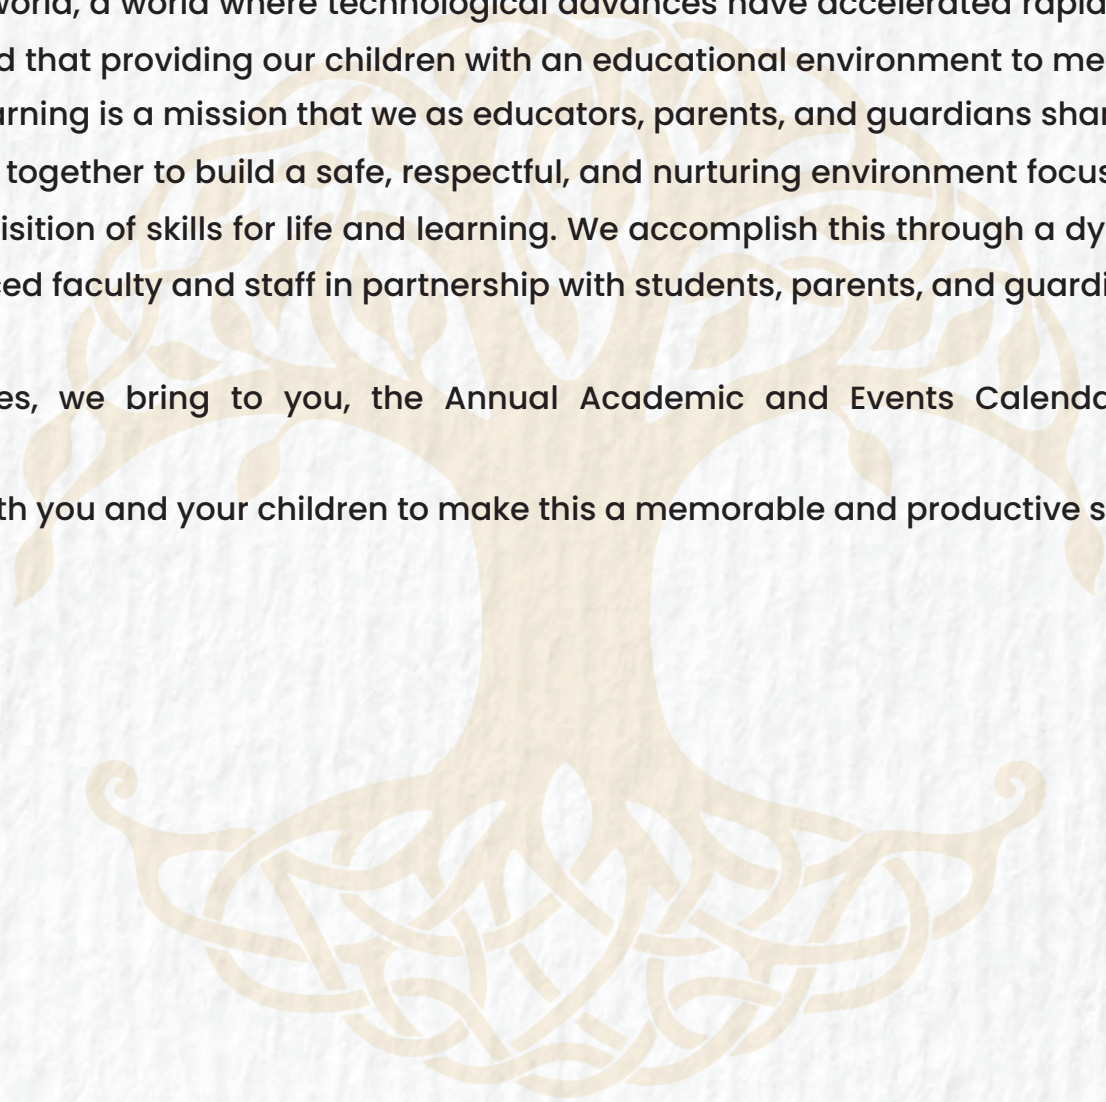 world, a world where technological advances have accelerated rapid
d that providing our children with an educational environment to me
arning is a mission that we as educators, parents, and guardians shar
together to build a safe, respectful, and nurturing environment focus
isition of skills for life and learning. We accomplish this through a dy
ced faculty and staff in partnership with students, parents, and guardi
es, we bring to you, the Annual Academic and Events Calenda
th you and your children to make this a memorable and productive s